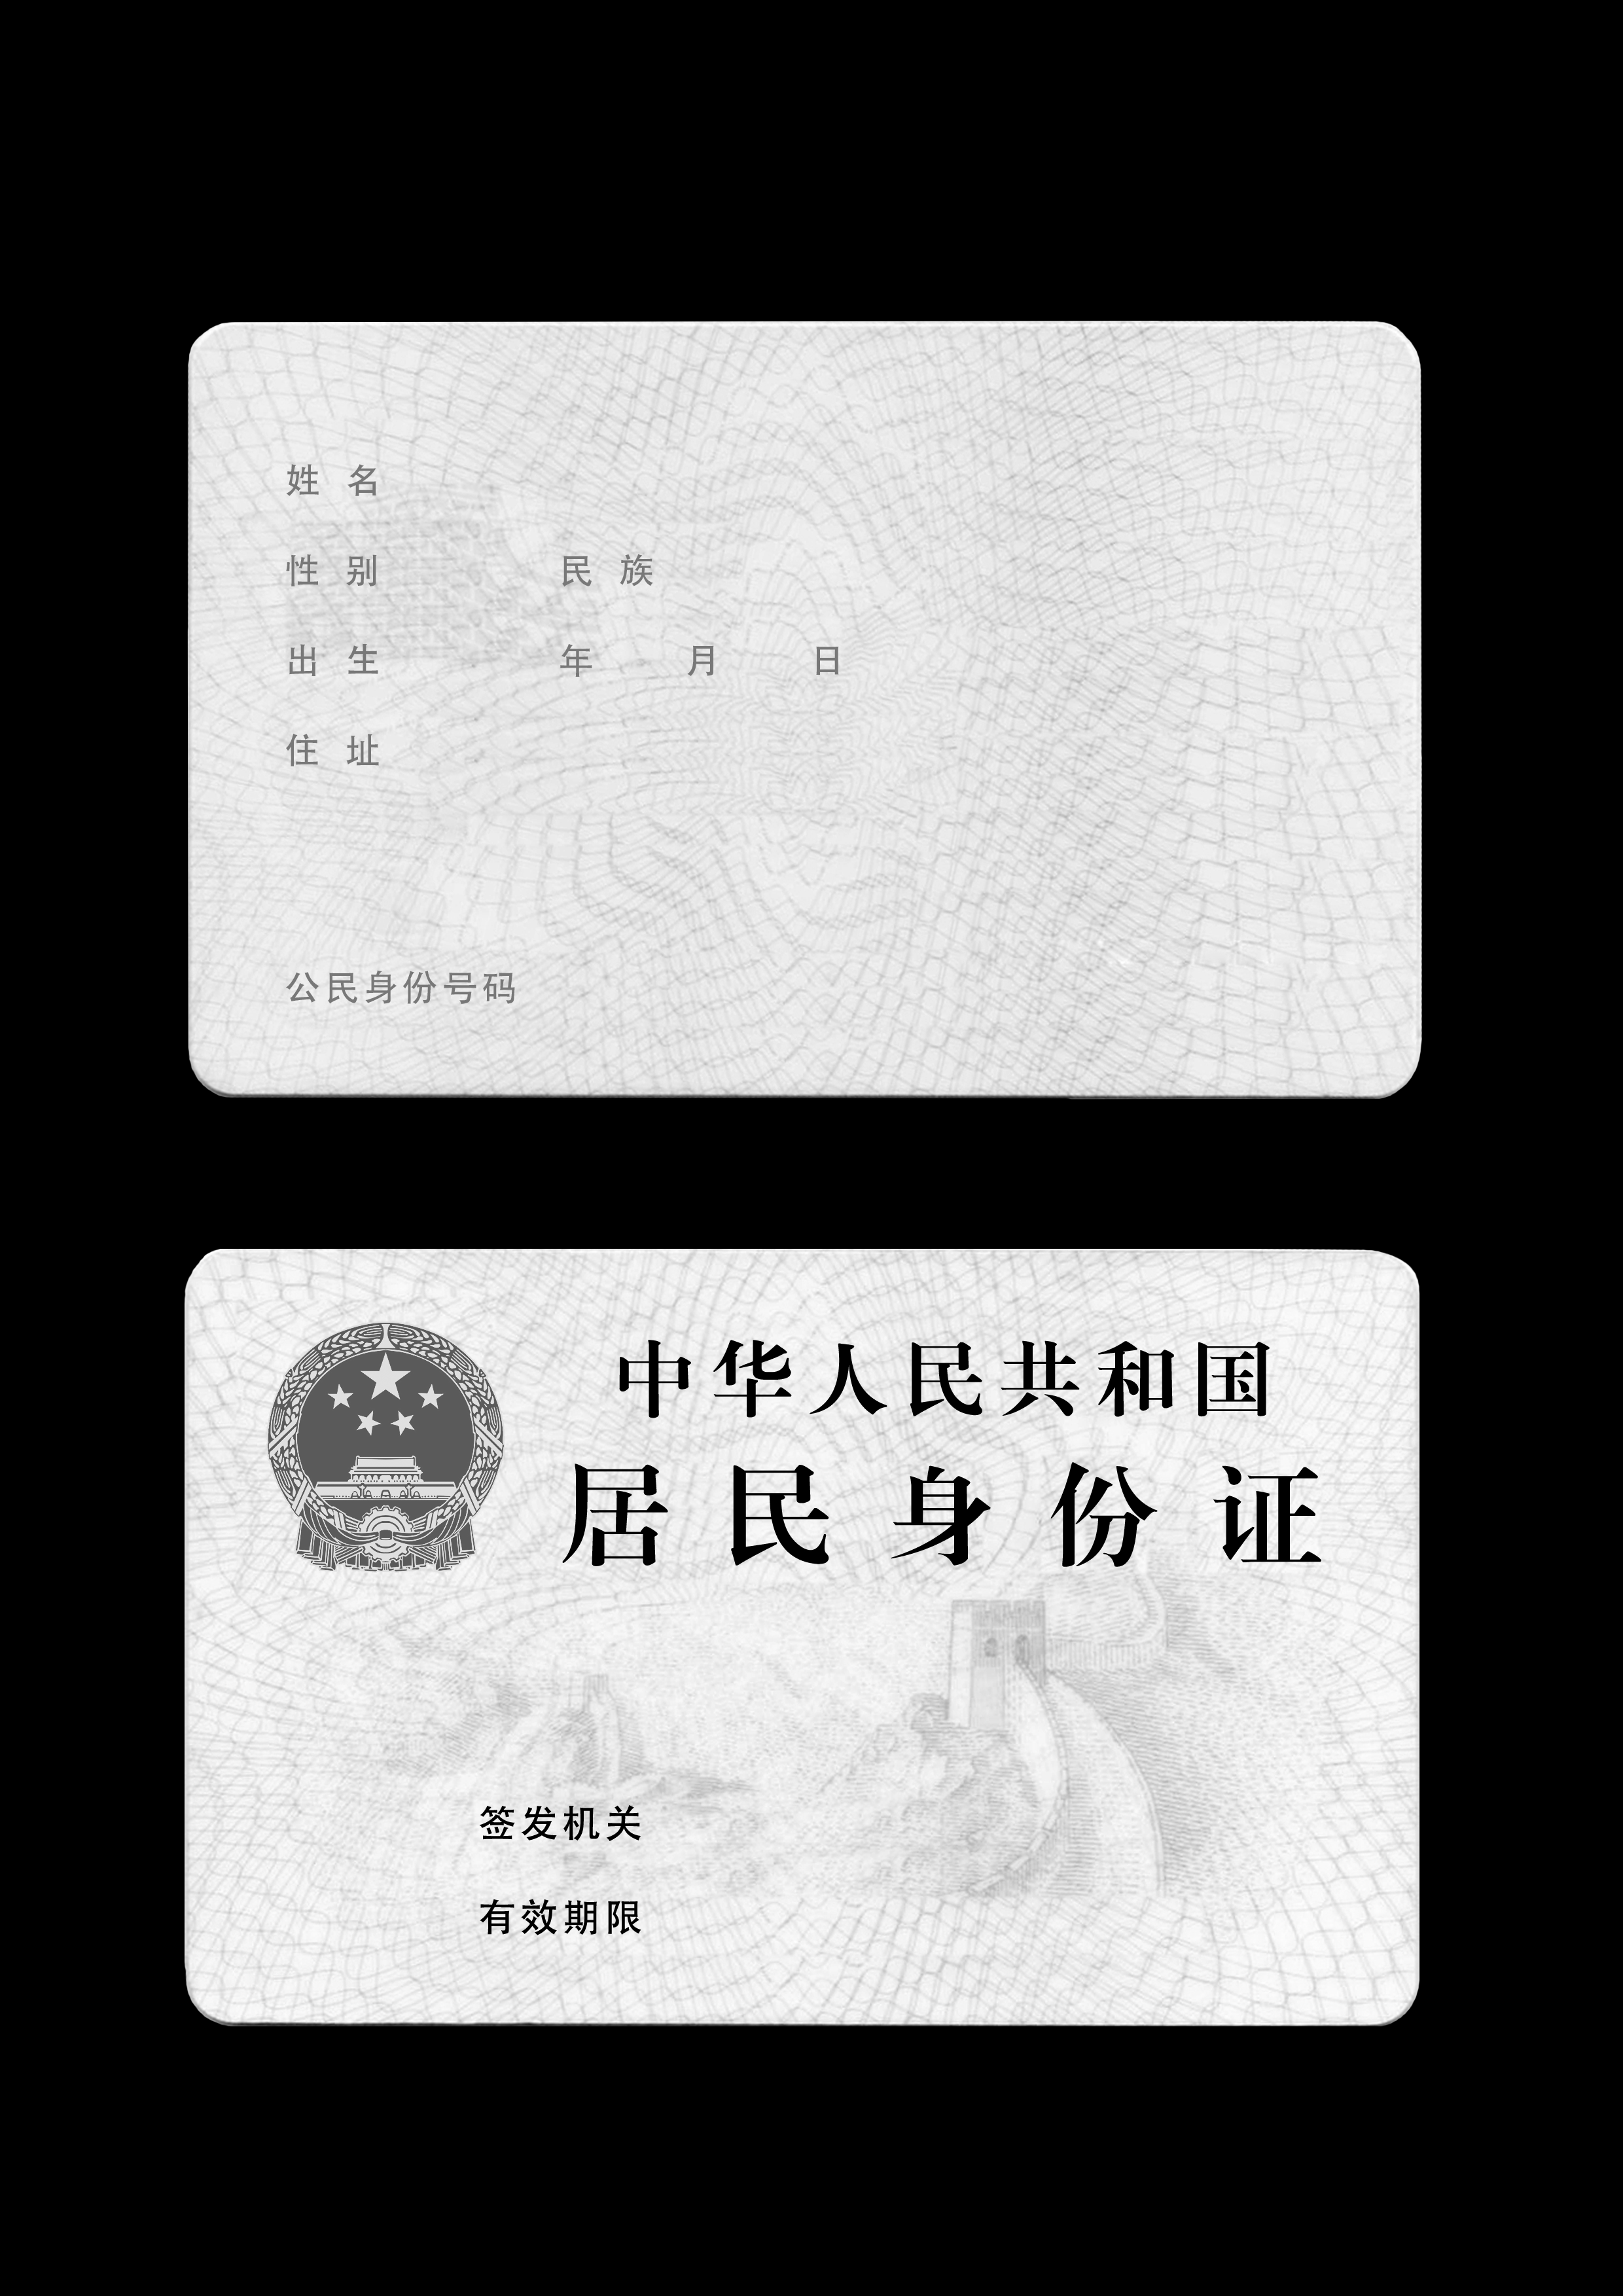 姓名
性别 民族
出生 年 月 日
住址
公民身份号码
中华人民共和国
居民身份证
签发机关
有效期限